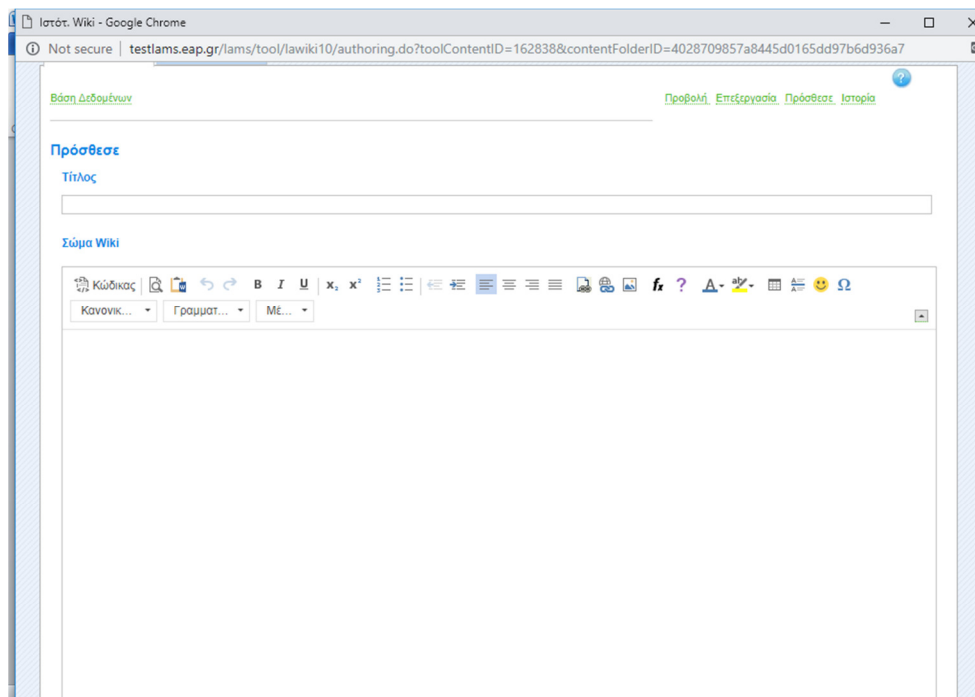 Ιστότ. Wiki - Google Chrome
Not secure | testlams.eap.gr/lams/tool/lawiki10/authoring.do?toolContentID=162838&contentFolderID=4028709857a8445d0165dd97b6d936a7
Βάση Δεδομένων Προβολή Επεξεργασία Πρόσθεσε Ιστορία
Πρόσθεσε
Τίτλος
Σώμα Wiki
Κώδικας B I U x₂ x² fx ? A aby Ω
Κανονικ... Γραμματ... Μέ...